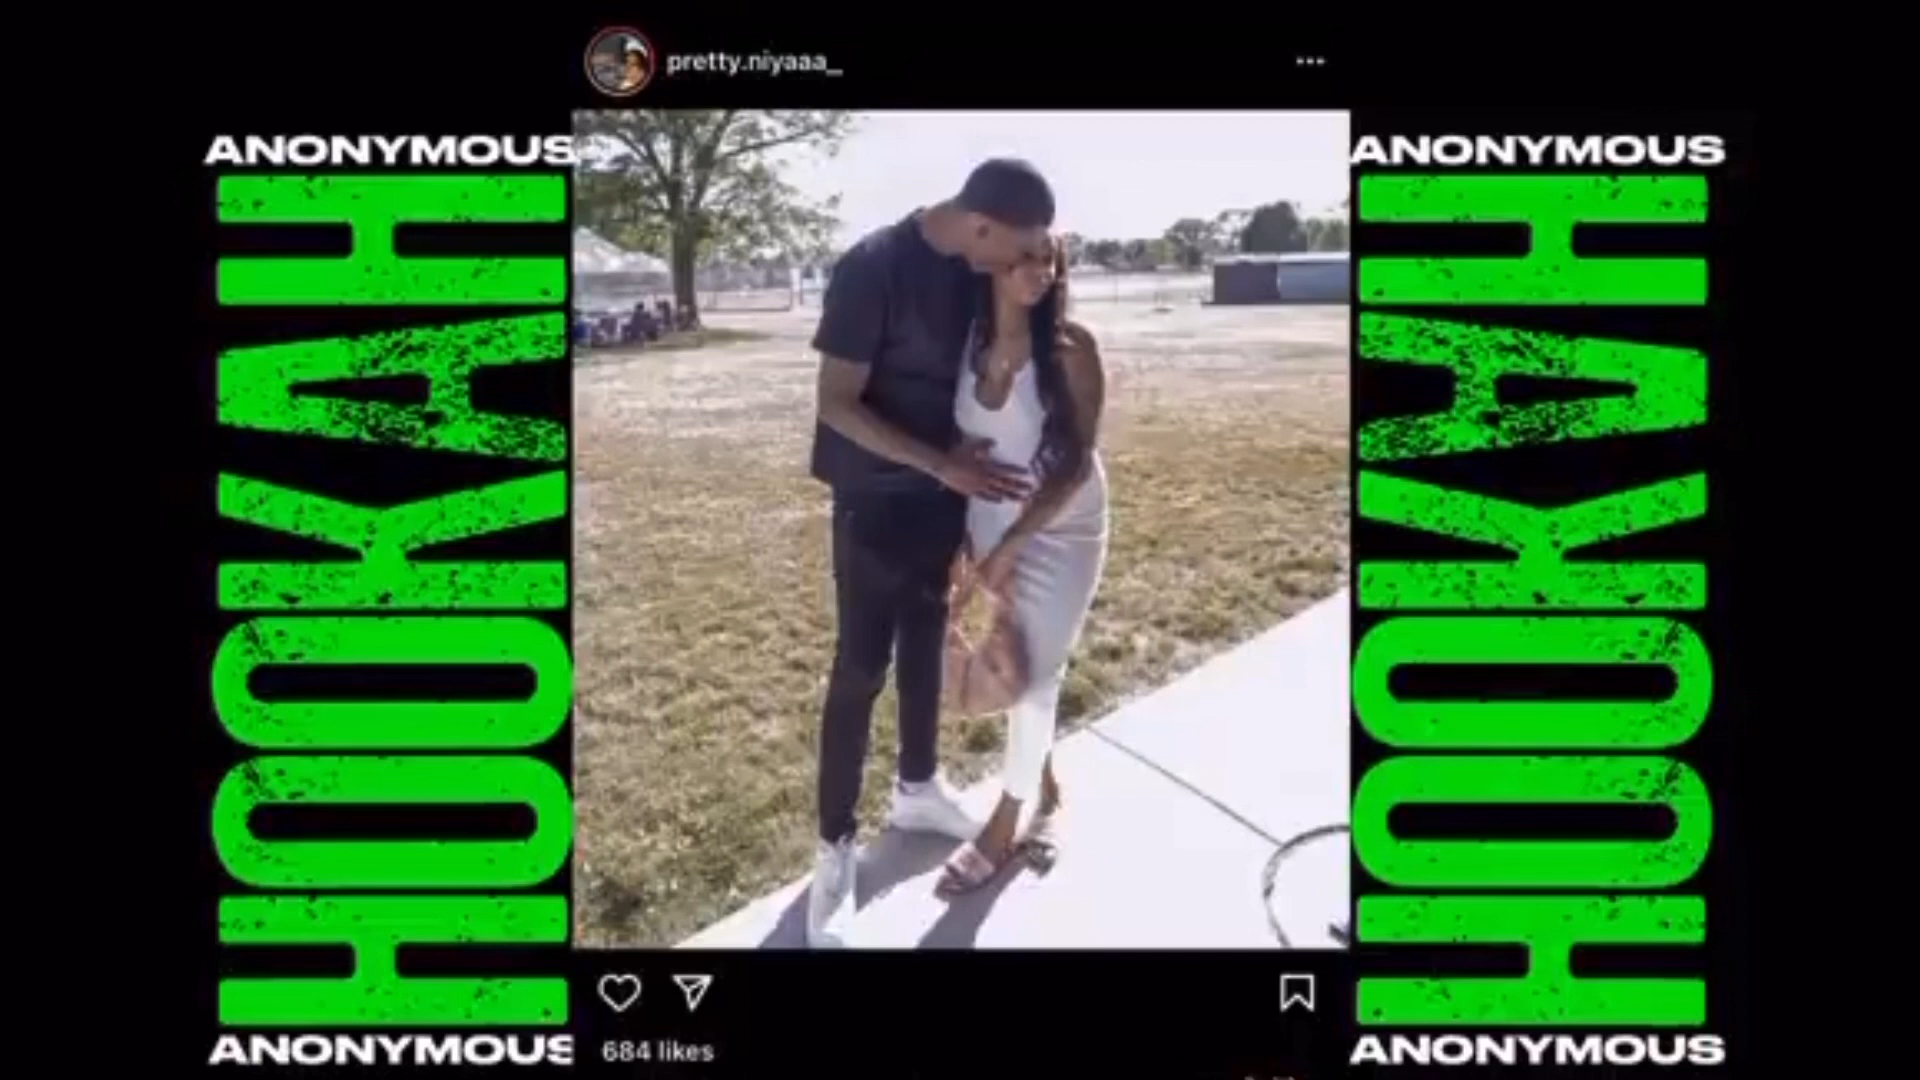 pretty.niyaaa_
ANONYMOUS
HOOKAH
ANONYMOUS
ANONYMOUS
HOOKAH
ANONYMOUS
684 likes